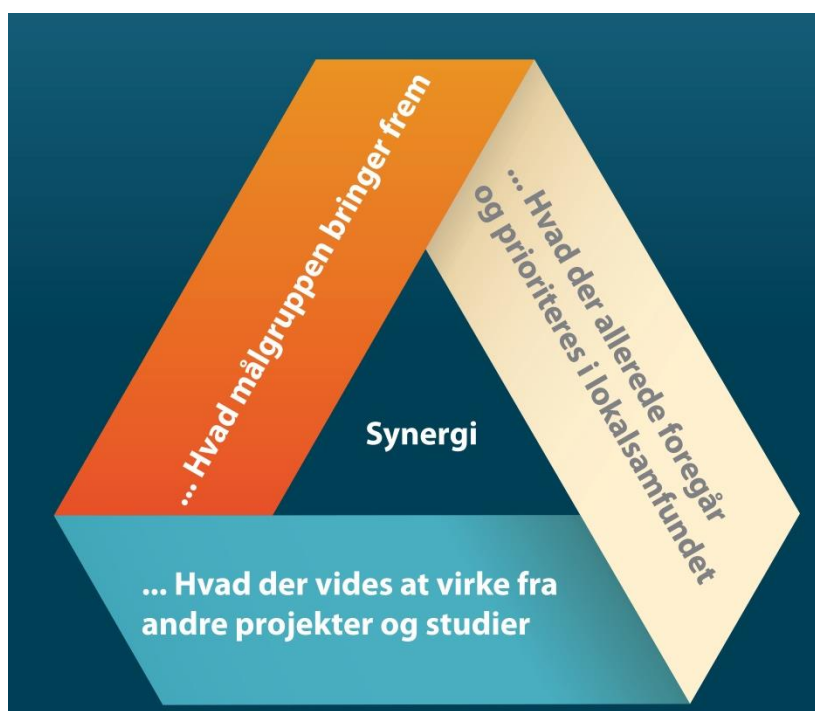 ... Hvad målgruppen bringer frem
... Hvad der allerede foregår
og prioriteres i lokalsamfundet
Synergi
... Hvad der vides at virke fra
andre projekter og studier